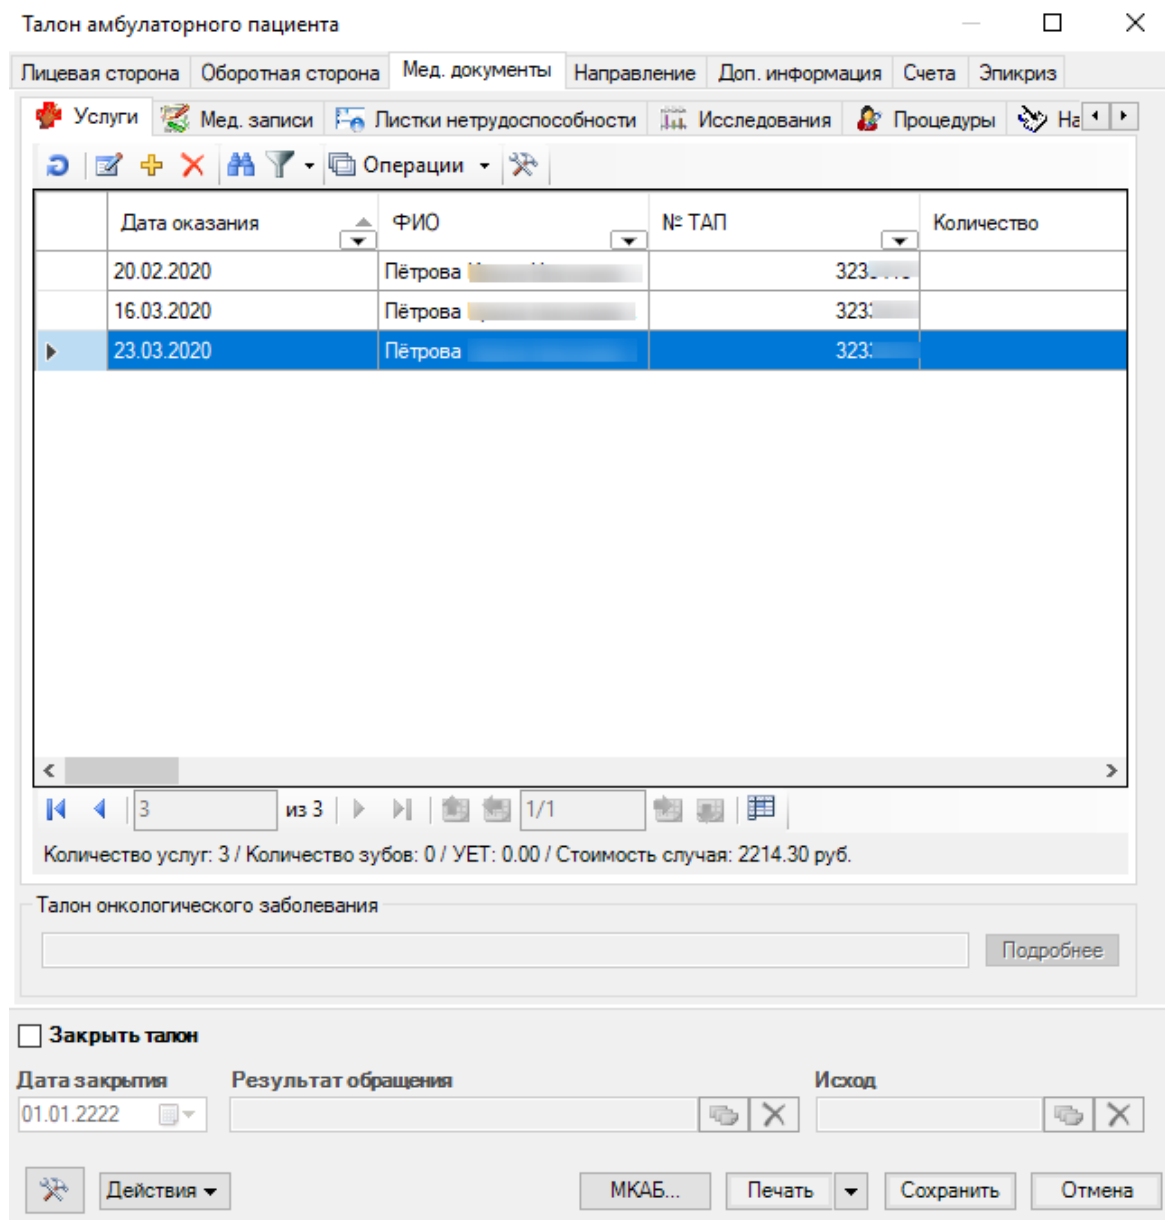 Талон амбулаторного пациента
Лицевая сторона Оборотная сторона Мед. документы Направление Доп. информация Счета Эпикриз
Услуги Мед. записи Листки нетрудоспособности Исследования Процедуры На
Операции
Дата оказания ФИО № ТАП Количество
20.02.2020 Пётрова 323
16.03.2020 Пётрова 323
23.03.2020 Пётрова 323
3 из 3 1/1
Количество услуг: 3 / Количество зубов: 0 / УЕТ: 0.00 / Стоимость случая: 2214.30 руб.
Талон онкологического заболевания
Подробнее
Закрыть талон
Дата закрытия Результат обращения Исход
01.01.2222
Действия МКАБ... Печать Сохранить Отмена